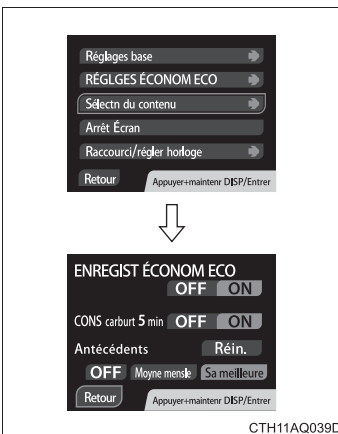 Réglages base
RÉGLGES ÉCONOM ECO
Sélectn du contenu
Arrèt Écran
Raccourci/régler horloge
Retour Appuyer+maintenr DISP/Entrer
ENREGIST ÉCONOM ECO
OFF ON
CONS carburt 5 min OFF ON
Antécédents Réin.
OFF Moyne mensle Sa meilleure
Retour Appuyer+maintenr DISP/Entrer
CTH11AQ039D